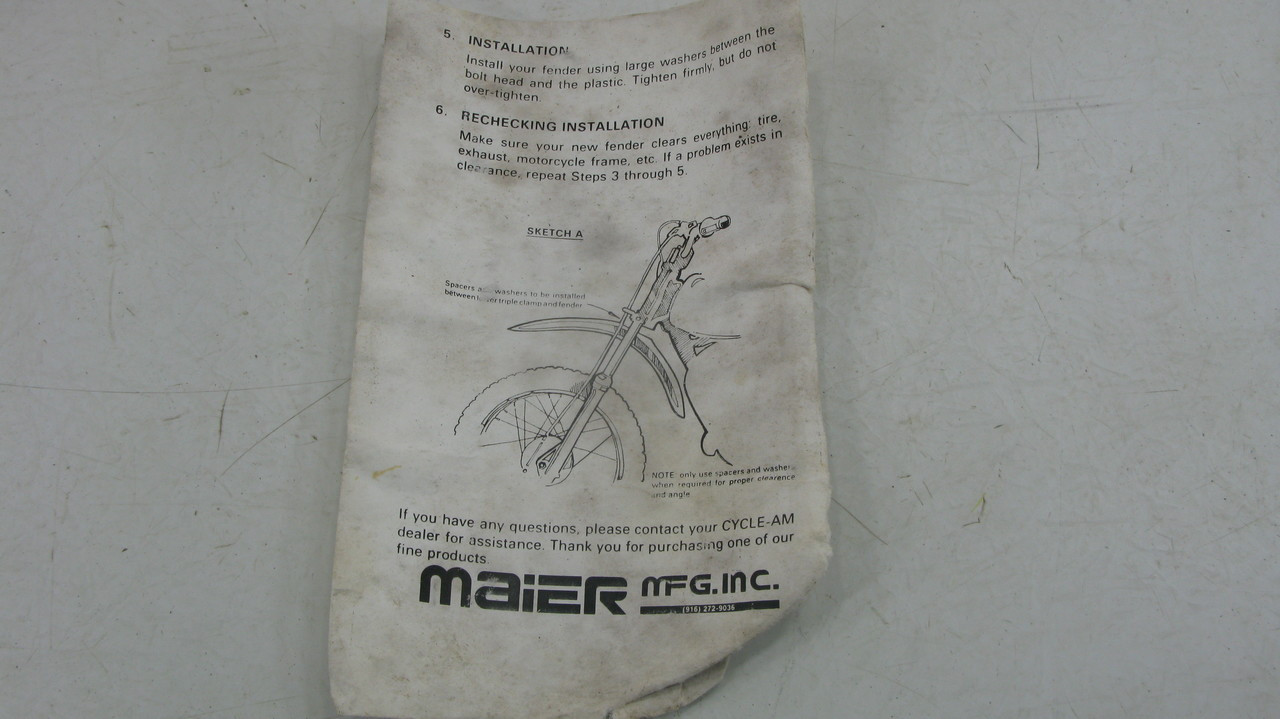 5. INSTALLATION
Install your fender using large washers between the
bolt head and the plastic. Tighten firmly, but do not
over-tighten.
6. RECHECKING INSTALLATION
Make sure your new fender clears everything: tire,
exhaust, motorcycle frame, etc. If a problem exists in
clearance, repeat Steps 3 through 5.
SKETCH A
Spacers washers to be installed
between triple clamp and fender
NOTE: only use spacers and washers
when required for proper clearence
and angle
If you have any questions, please contact your CYCLE-AM
dealer for assistance. Thank you for purchasing one of our
fine products.
maiER MFG. INC.
(916) 272-9036